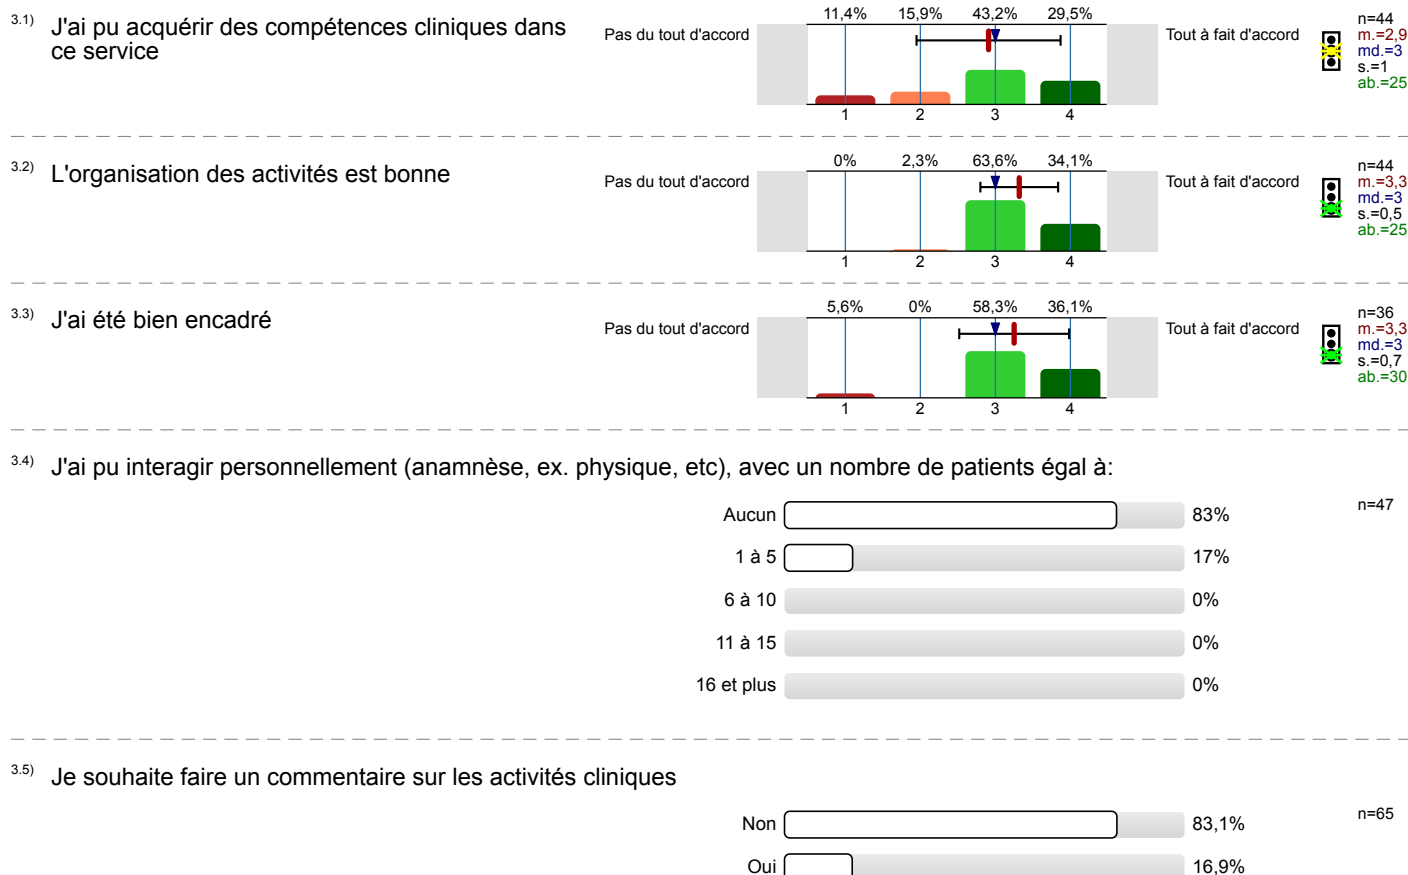 3.1) J'ai pu acquérir des compétences cliniques dans
ce service
Pas du tout d'accord
11,4% 15,9% 43,2% 29,5%
1 2 3 4
Tout à fait d'accord
n=44
m.=2,9
md.=3
s.=1
ab.=25
3.2) L'organisation des activités est bonne
Pas du tout d'accord
0% 2,3% 63,6% 34,1%
1 2 3 4
Tout à fait d'accord
n=44
m.=3,3
md.=3
s.=0,5
ab.=25
3.3) J'ai été bien encadré
Pas du tout d'accord
5,6% 0% 58,3% 36,1%
1 2 3 4
Tout à fait d'accord
n=36
m.=3,3
md.=3
s.=0,7
ab.=30
3.4) J'ai pu interagir personnellement (anamnèse, ex. physique, etc), avec un nombre de patients égal à:
Aucun 83% n=47
1 à 5 17%
6 à 10 0%
11 à 15 0%
16 et plus 0%
3.5) Je souhaite faire un commentaire sur les activités cliniques
Non 83,1% n=65
Oui 16,9%